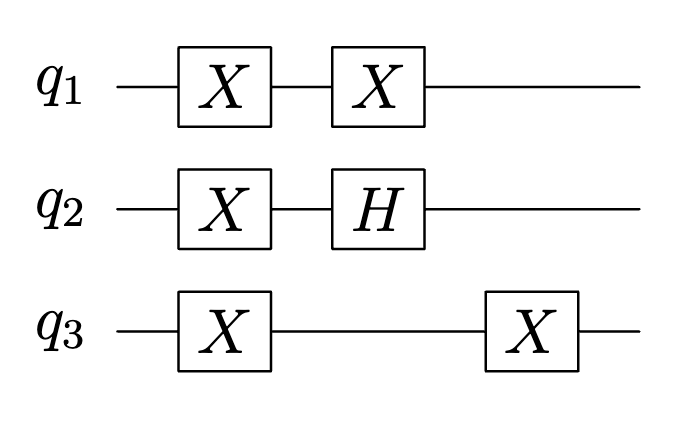 q₁ X X
q₂ X H
q₃ X X